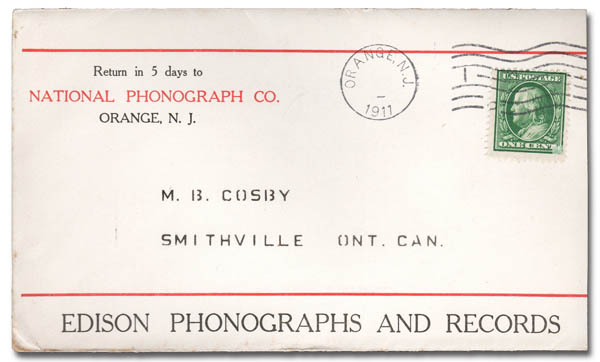 Return in 5 days to
NATIONAL PHONOGRAPH CO.
ORANGE, N. J.
ORANGE, N.J.
1911
1
U.S. POSTAGE
ONE CENT
M. B. COSBY
SMITHVILLE ONT. CAN.
EDISON PHONOGRAPHS AND RECORDS